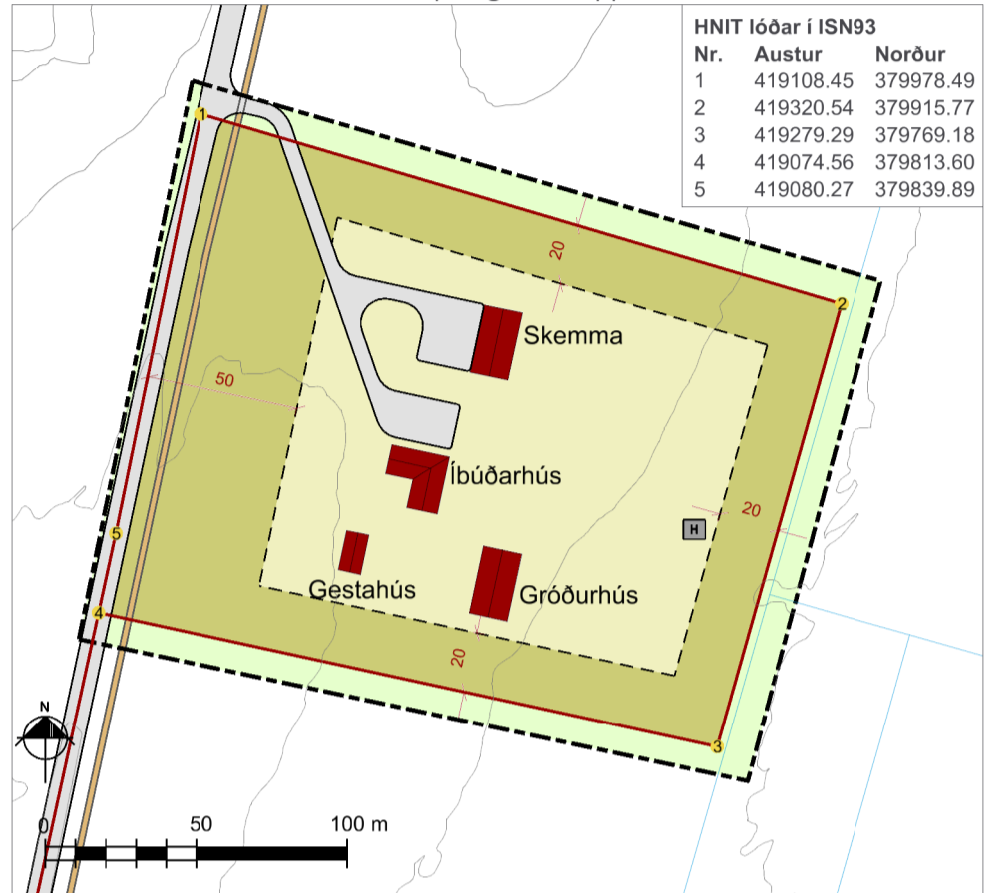 HNIT lóðar í ISN93
Nr. Austur Norður
1 419108.45 379978.49
2 419320.54 379915.77
3 419279.29 379769.18
4 419074.56 379813.60
5 419080.27 379839.89
1
2
20
Skemma
50
Íbúðarhús
20
H
5
Gestahús
Gróðurhús
4
20
N
3
0 50 100 m